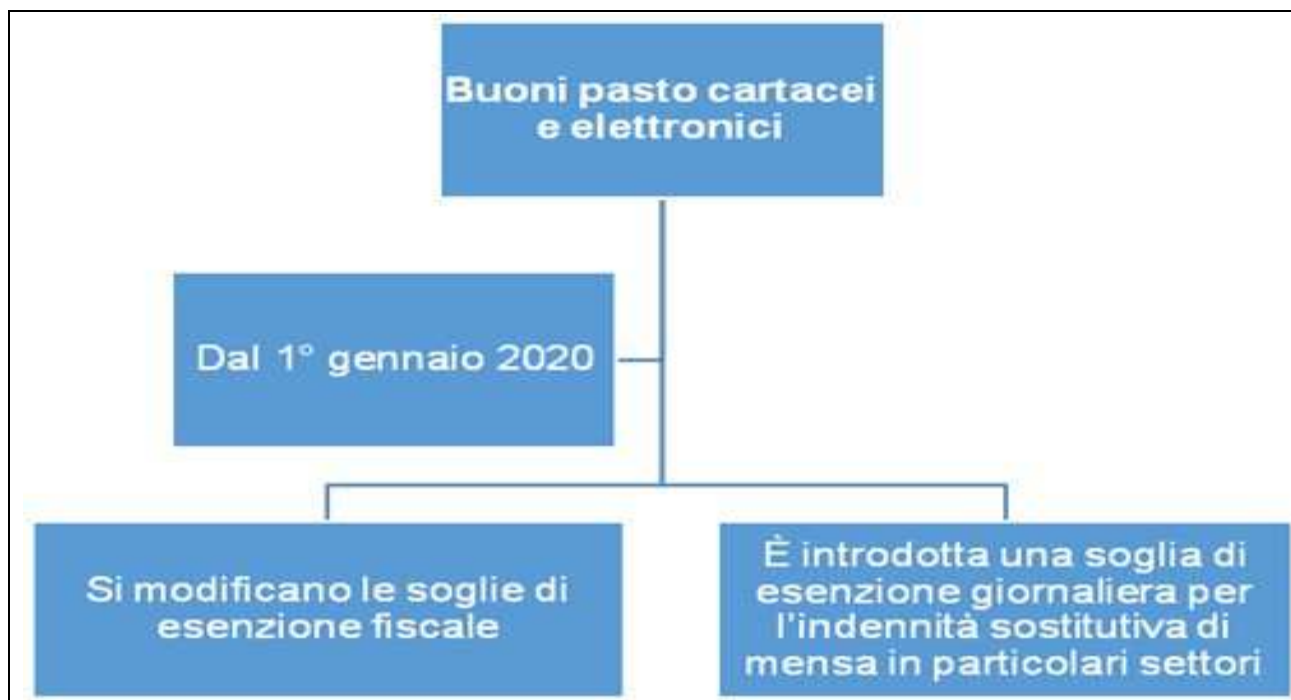 Buoni pasto cartacei
e elettronici
Dal 1° gennaio 2020
Si modificano le soglie di
esenzione fiscale
È introdotta una soglia di
esenzione giornaliera per
l'indennità sostitutiva di
mensa in particolari settori